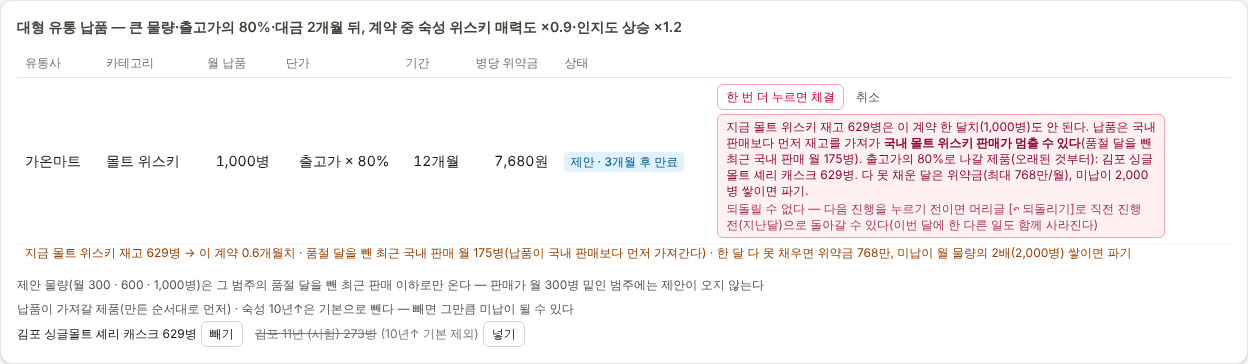 대형 유통 납품 — 큰 물량·출고가의 80%·대금 2개월 뒤, 계약 중 숙성 위스키 매력도 ×0.9·인지도 상승 ×1.2
유통사 카테고리 월 납품 단가 기간 병당 위약금 상태
한 번 더 누르면 체결 취소
가온마트 몰트 위스키 1,000병 출고가 × 80% 12개월 7,680원 제안 · 3개월 후 만료
지금 몰트 위스키 재고 629병은 이 계약 한 달치(1,000병)도 안 된다. 납품은 국내
판매보다 먼저 재고를 가져가 국내 몰트 위스키 판매가 멈출 수 있다(품절 달을 뺀
최근 국내 판매 월 175병). 출고가의 80%로 나갈 제품(오래된 것부터): 김포 싱글
몰트 셰리 캐스크 629병. 다 못 채운 달은 위약금(최대 768만/월), 미납이 2,000
병 쌓이면 파기.
되돌릴 수 없다 — 다음 진행을 누르기 전이면 머리글 [↶ 되돌리기]로 직전 진행
전(지난달)으로 돌아갈 수 있다(이번 달에 한 다른 일도 함께 사라진다)
지금 몰트 위스키 재고 629병 → 이 계약 0.6개월치 · 품절 달을 뺀 최근 국내 판매 월 175병(납품이 국내 판매보다 먼저 가져간다) · 한 달 다 못 채우면 위약금 768만, 미납이 월 물량의 2배(2,000병) 쌓이면 파기
제안 물량(월 300 · 600 · 1,000병)은 그 범주의 품절 달을 뺀 최근 판매 이하로만 온다 — 판매가 월 300병 밑인 범주에는 제안이 오지 않는다
납품이 가져갈 제품(만든 순서대로 먼저) · 숙성 10년↑은 기본으로 뺀다 — 빼면 그만큼 미납이 될 수 있다
김포 싱글몰트 셰리 캐스크 629병 빼기 김포 11년 (시험) 273병 (10년↑ 기본 제외) 넣기